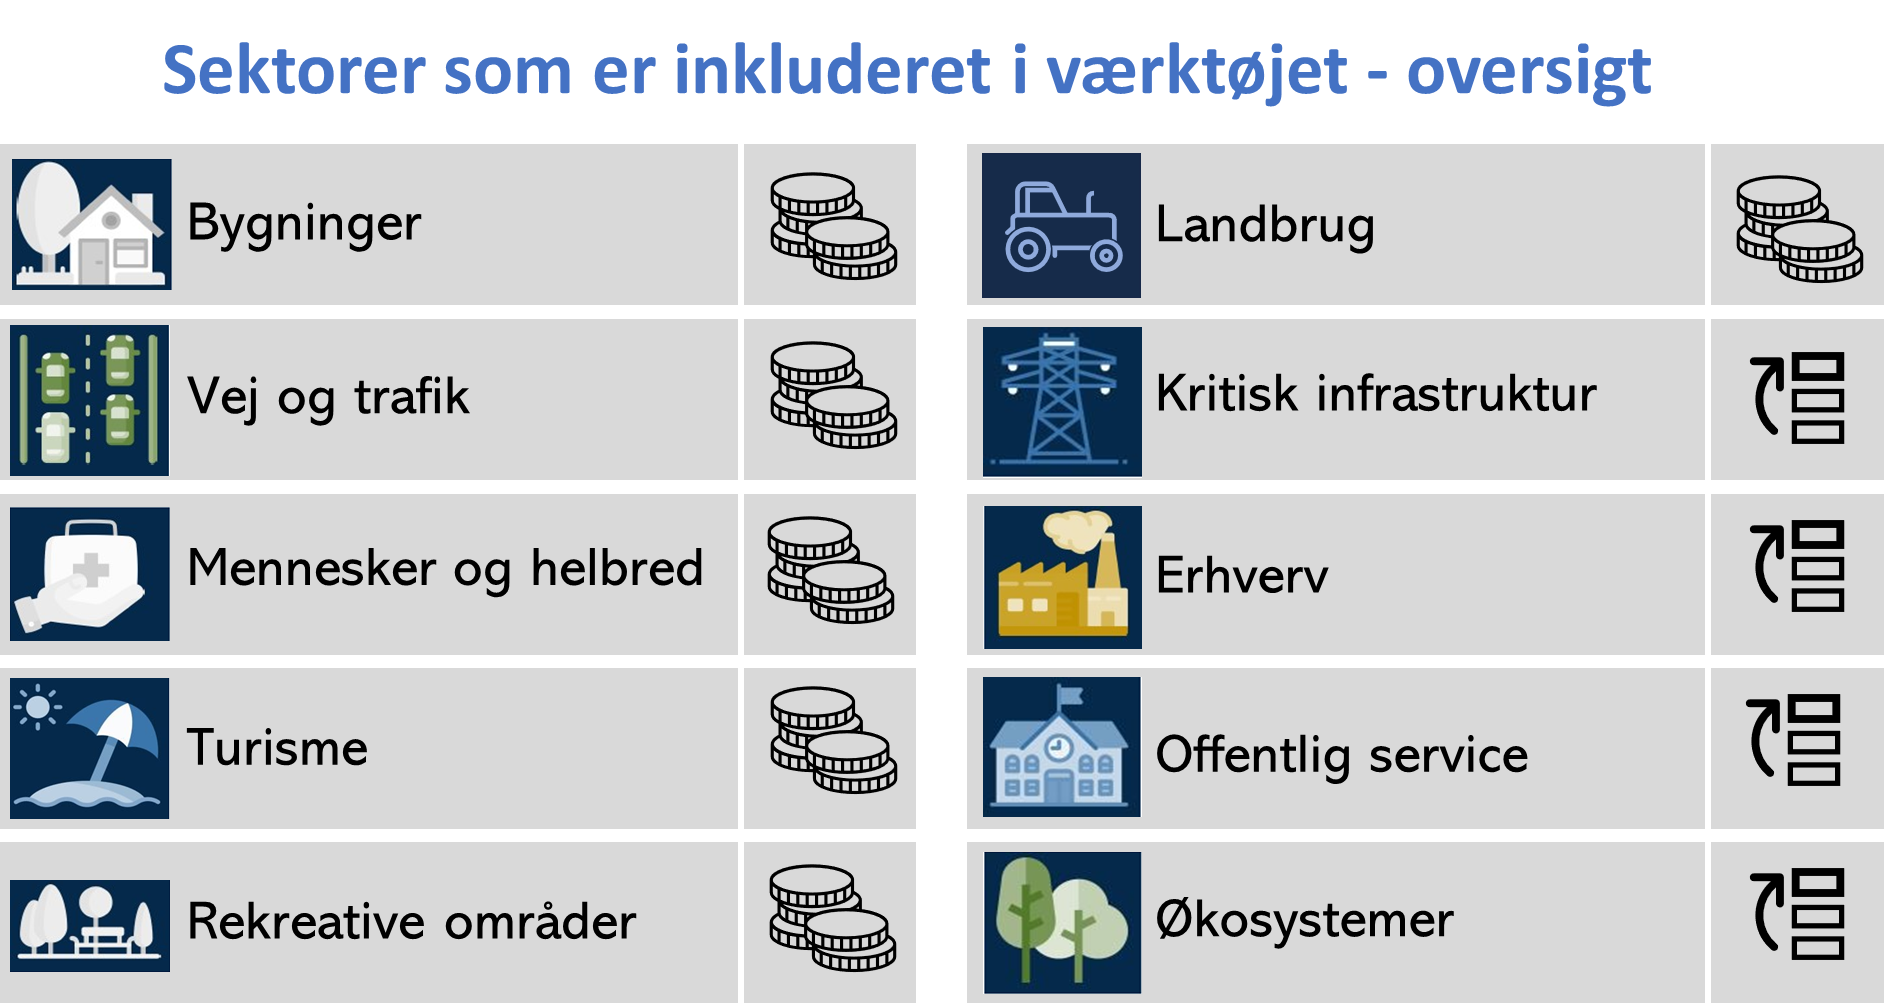 Sektorer som er inkluderet i værktøjet - oversigt
Bygninger
Vej og trafik
Mennesker og helbred
Turisme
Rekreative områder
Landbrug
Kritisk infrastruktur
Erhverv
Offentlig service
Økosystemer